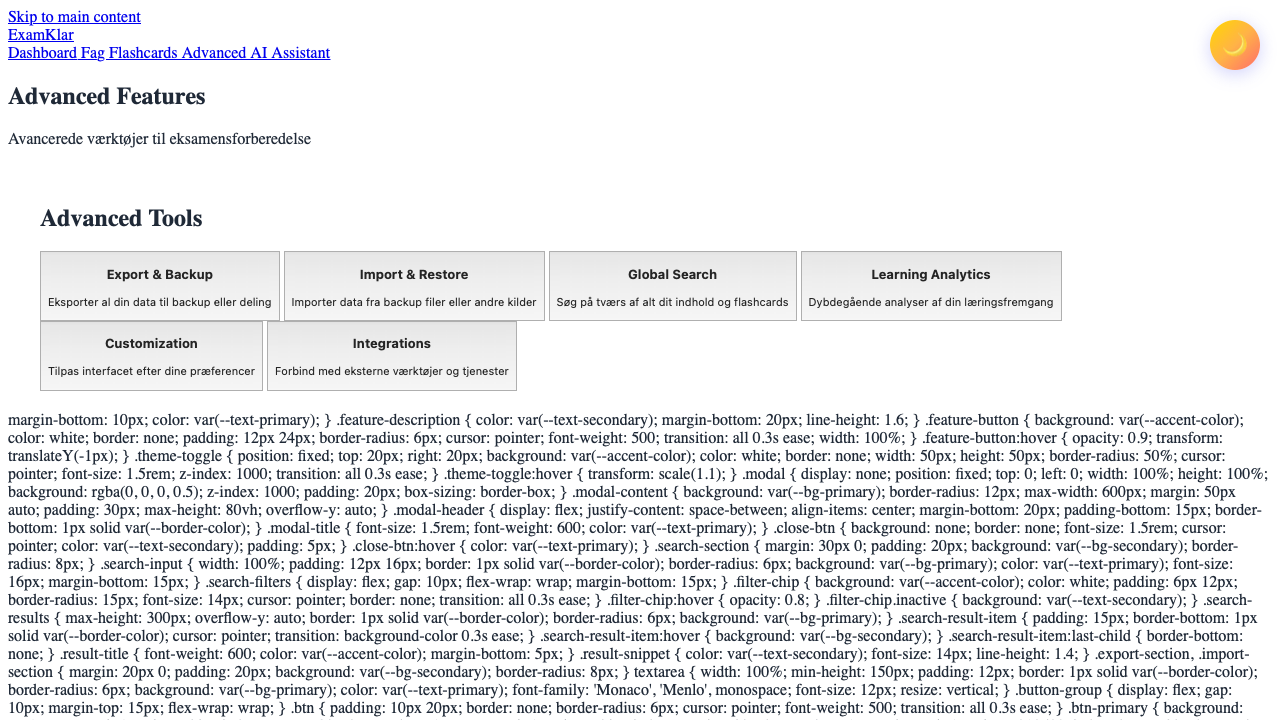 Skip to main content
ExamKlar
Dashboard Fag Flashcards Advanced AI Assistant
Advanced Features
Avancerede værktøjer til eksamensforberedelse
Advanced Tools
Export & Backup
Eksporter al din data til backup eller deling
Import & Restore
Importer data fra backup filer eller andre kilder
Global Search
Søg på tværs af alt dit indhold og flashcards
Learning Analytics
Dybdegående analyser af din læringsfremgang
Customization
Tilpas interfacet efter dine præferencer
Integrations
Forbind med eksterne værktøjer og tjenester
margin-bottom: 10px; color: var(--text-primary); } .feature-description { color: var(--text-secondary); margin-bottom: 20px; line-height: 1.6; } .feature-button { background: var(--accent-color);
color: white; border: none; padding: 12px 24px; border-radius: 6px; cursor: pointer; font-weight: 500; transition: all 0.3s ease; width: 100%; } .feature-button:hover { opacity: 0.9; transform:
translateY(-1px); } .theme-toggle { position: fixed; top: 20px; right: 20px; background: var(--accent-color); color: white; border: none; width: 50px; height: 50px; border-radius: 50%; cursor:
pointer; font-size: 1.5rem; z-index: 1000; transition: all 0.3s ease; } .theme-toggle:hover { transform: scale(1.1); } .modal { display: none; position: fixed; top: 0; left: 0; width: 100%; height: 100%;
background: rgba(0, 0, 0, 0.5); z-index: 1000; padding: 20px; box-sizing: border-box; } .modal-content { background: var(--bg-primary); border-radius: 12px; max-width: 600px; margin: 50px
auto; padding: 30px; max-height: 80vh; overflow-y: auto; } .modal-header { display: flex; justify-content: space-between; align-items: center; margin-bottom: 20px; padding-bottom: 15px; border-
bottom: 1px solid var(--border-color); } .modal-title { font-size: 1.5rem; font-weight: 600; color: var(--text-primary); } .close-btn { background: none; border: none; font-size: 1.5rem; cursor:
pointer; color: var(--text-secondary); padding: 5px; } .close-btn:hover { color: var(--text-primary); } .search-section { margin: 30px 0; padding: 20px; background: var(--bg-secondary); border-
radius: 8px; } .search-input { width: 100%; padding: 12px 16px; border: 1px solid var(--border-color); border-radius: 6px; background: var(--bg-primary); color: var(--text-primary); font-size:
16px; margin-bottom: 15px; } .search-filters { display: flex; gap: 10px; flex-wrap: wrap; margin-bottom: 15px; } .filter-chip { background: var(--accent-color); color: white; padding: 6px 12px;
border-radius: 15px; font-size: 14px; cursor: pointer; border: none; transition: all 0.3s ease; } .filter-chip:hover { opacity: 0.8; } .filter-chip.inactive { background: var(--text-secondary); } .search-
results { max-height: 300px; overflow-y: auto; border: 1px solid var(--border-color); border-radius: 6px; background: var(--bg-primary); } .search-result-item { padding: 15px; border-bottom: 1px
solid var(--border-color); cursor: pointer; transition: background-color 0.3s ease; } .search-result-item:hover { background: var(--bg-secondary); } .search-result-item:last-child { border-bottom:
none; } .result-title { font-weight: 600; color: var(--accent-color); margin-bottom: 5px; } .result-snippet { color: var(--text-secondary); font-size: 14px; line-height: 1.4; } .export-section, .import-
section { margin: 20px 0; padding: 20px; background: var(--bg-secondary); border-radius: 8px; } textarea { width: 100%; min-height: 150px; padding: 12px; border: 1px solid var(--border-color);
border-radius: 6px; background: var(--bg-primary); color: var(--text-primary); font-family: 'Monaco', 'Menlo', monospace; font-size: 12px; resize: vertical; } .button-group { display: flex; gap:
10px; margin-top: 15px; flex-wrap: wrap; } .btn { padding: 10px 20px; border: none; border-radius: 6px; cursor: pointer; font-weight: 500; transition: all 0.3s ease; } .btn-primary { background: